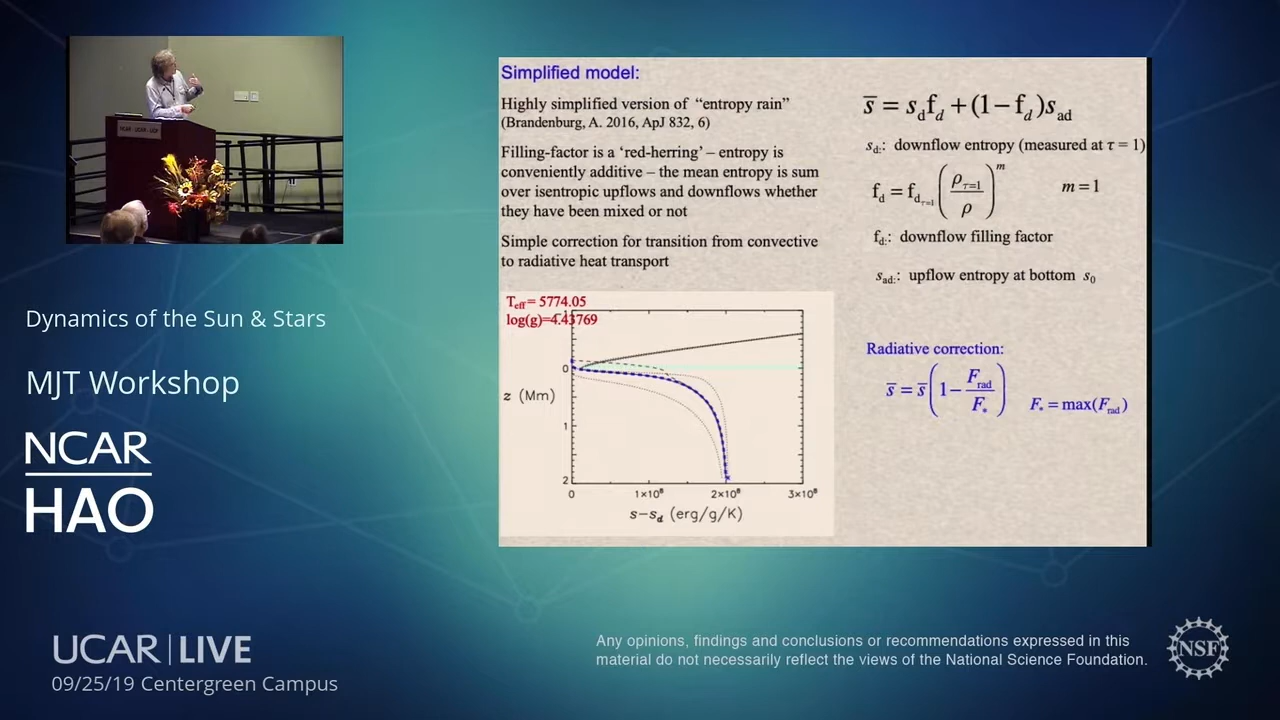 NCAR · UCAR · UCP
Dynamics of the Sun & Stars
MJT Workshop
NCAR
HAO
UCAR | LIVE
09/25/19 Centergreen Campus
Simplified model:
Highly simplified version of “entropy rain”
(Brandenburg, A. 2016, ApJ 832, 6)
Filling-factor is a ‘red-herring’ – entropy is
conveniently additive – the mean entropy is sum
over isentropic upflows and downflows whether
they have been mixed or not
Simple correction for transition from convective
to radiative heat transport
T_eff = 5774.05
log(g)=4.43769
0
z (Mm)
1
2
0 1×10⁸ 2×10⁸ 3×10⁸
s−s_d (erg/g/K)
s̅ = s_d f_d + (1−f_d)s_ad
s_d: downflow entropy (measured at τ = 1)
f_d = f_{d_{τ=1}} (ρ_{τ=1}/ρ)^m m = 1
f_d: downflow filling factor
s_ad: upflow entropy at bottom s₀
Radiative correction:
s̅ = s̅(1− F_rad/F_*) F_* = max(F_rad)
Any opinions, findings and conclusions or recommendations expressed in this
material do not necessarily reflect the views of the National Science Foundation.
NSF